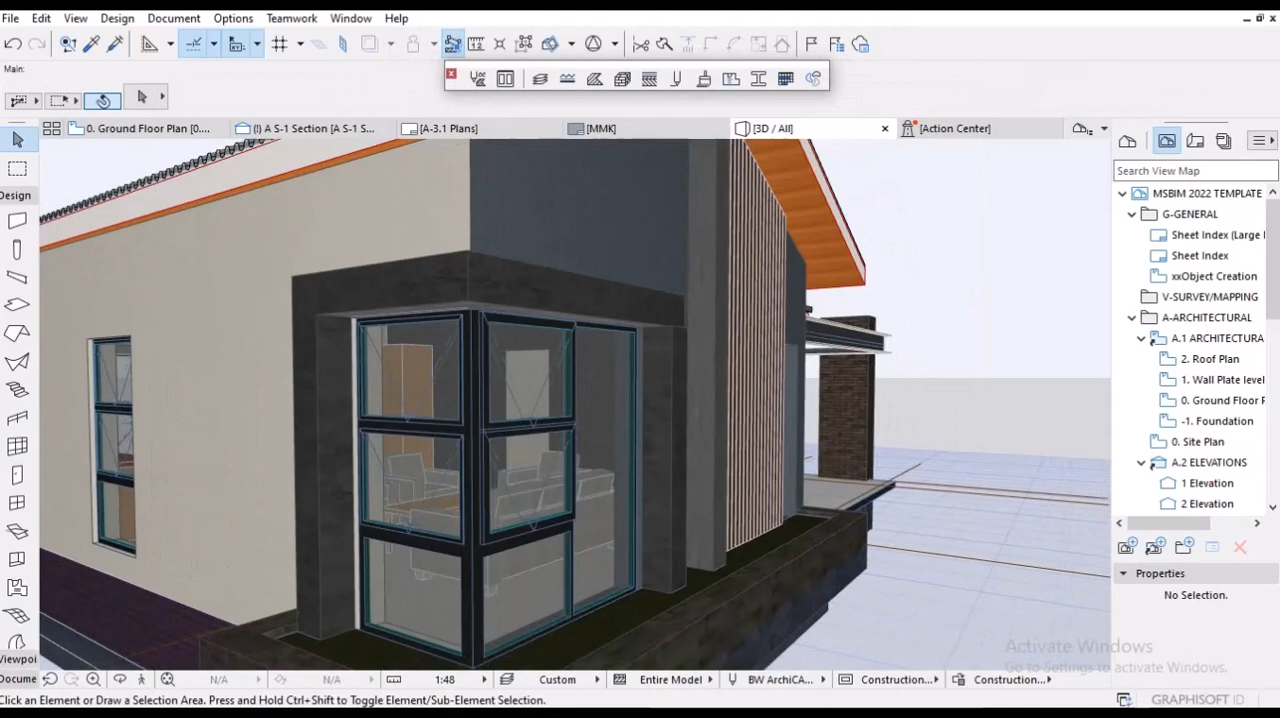 File Edit View Design Document Options Teamwork Window Help
Main:
0. Ground Floor Plan [0....
(!) A S-1 Section [A S-1 S...
[A-3.1 Plans]
[MMK]
[3D / All]
[Action Center]
Design
Search View Map
MSBIM 2022 TEMPLATE
G-GENERAL
Sheet Index (Large
Sheet Index
xxObject Creation
V-SURVEY/MAPPING
A-ARCHITECTURAL
A.1 ARCHITECTURA
2. Roof Plan
1. Wall Plate level
0. Ground Floor P
-1. Foundation
0. Site Plan
A.2 ELEVATIONS
1 Elevation
2 Elevation
Properties
No Selection.
Activate Windows
Go to Settings to activate Windows.
Viewpoi
Docume
N/A
N/A
1:48
Custom
Entire Model
BW ArchiCA...
Construction...
Construction...
Click an Element or Draw a Selection Area. Press and Hold Ctrl+Shift to Toggle Element/Sub-Element Selection.
GRAPHISOFT ID